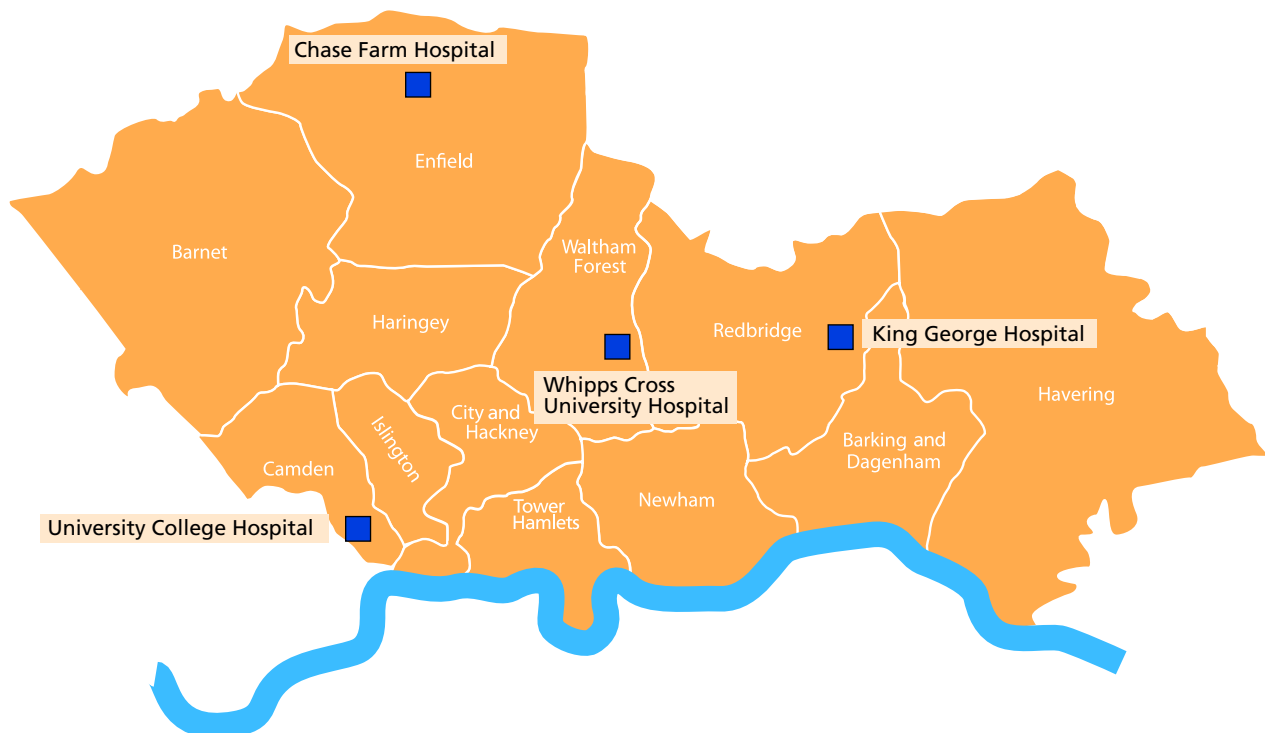 Chase Farm Hospital
Enfield
Barnet
Waltham
Forest
Haringey
Redbridge
King George Hospital
Whipps Cross
University Hospital
Havering
City and
Hackney
Islington
Barking and
Dagenham
Camden
Newham
Tower
Hamlets
University College Hospital